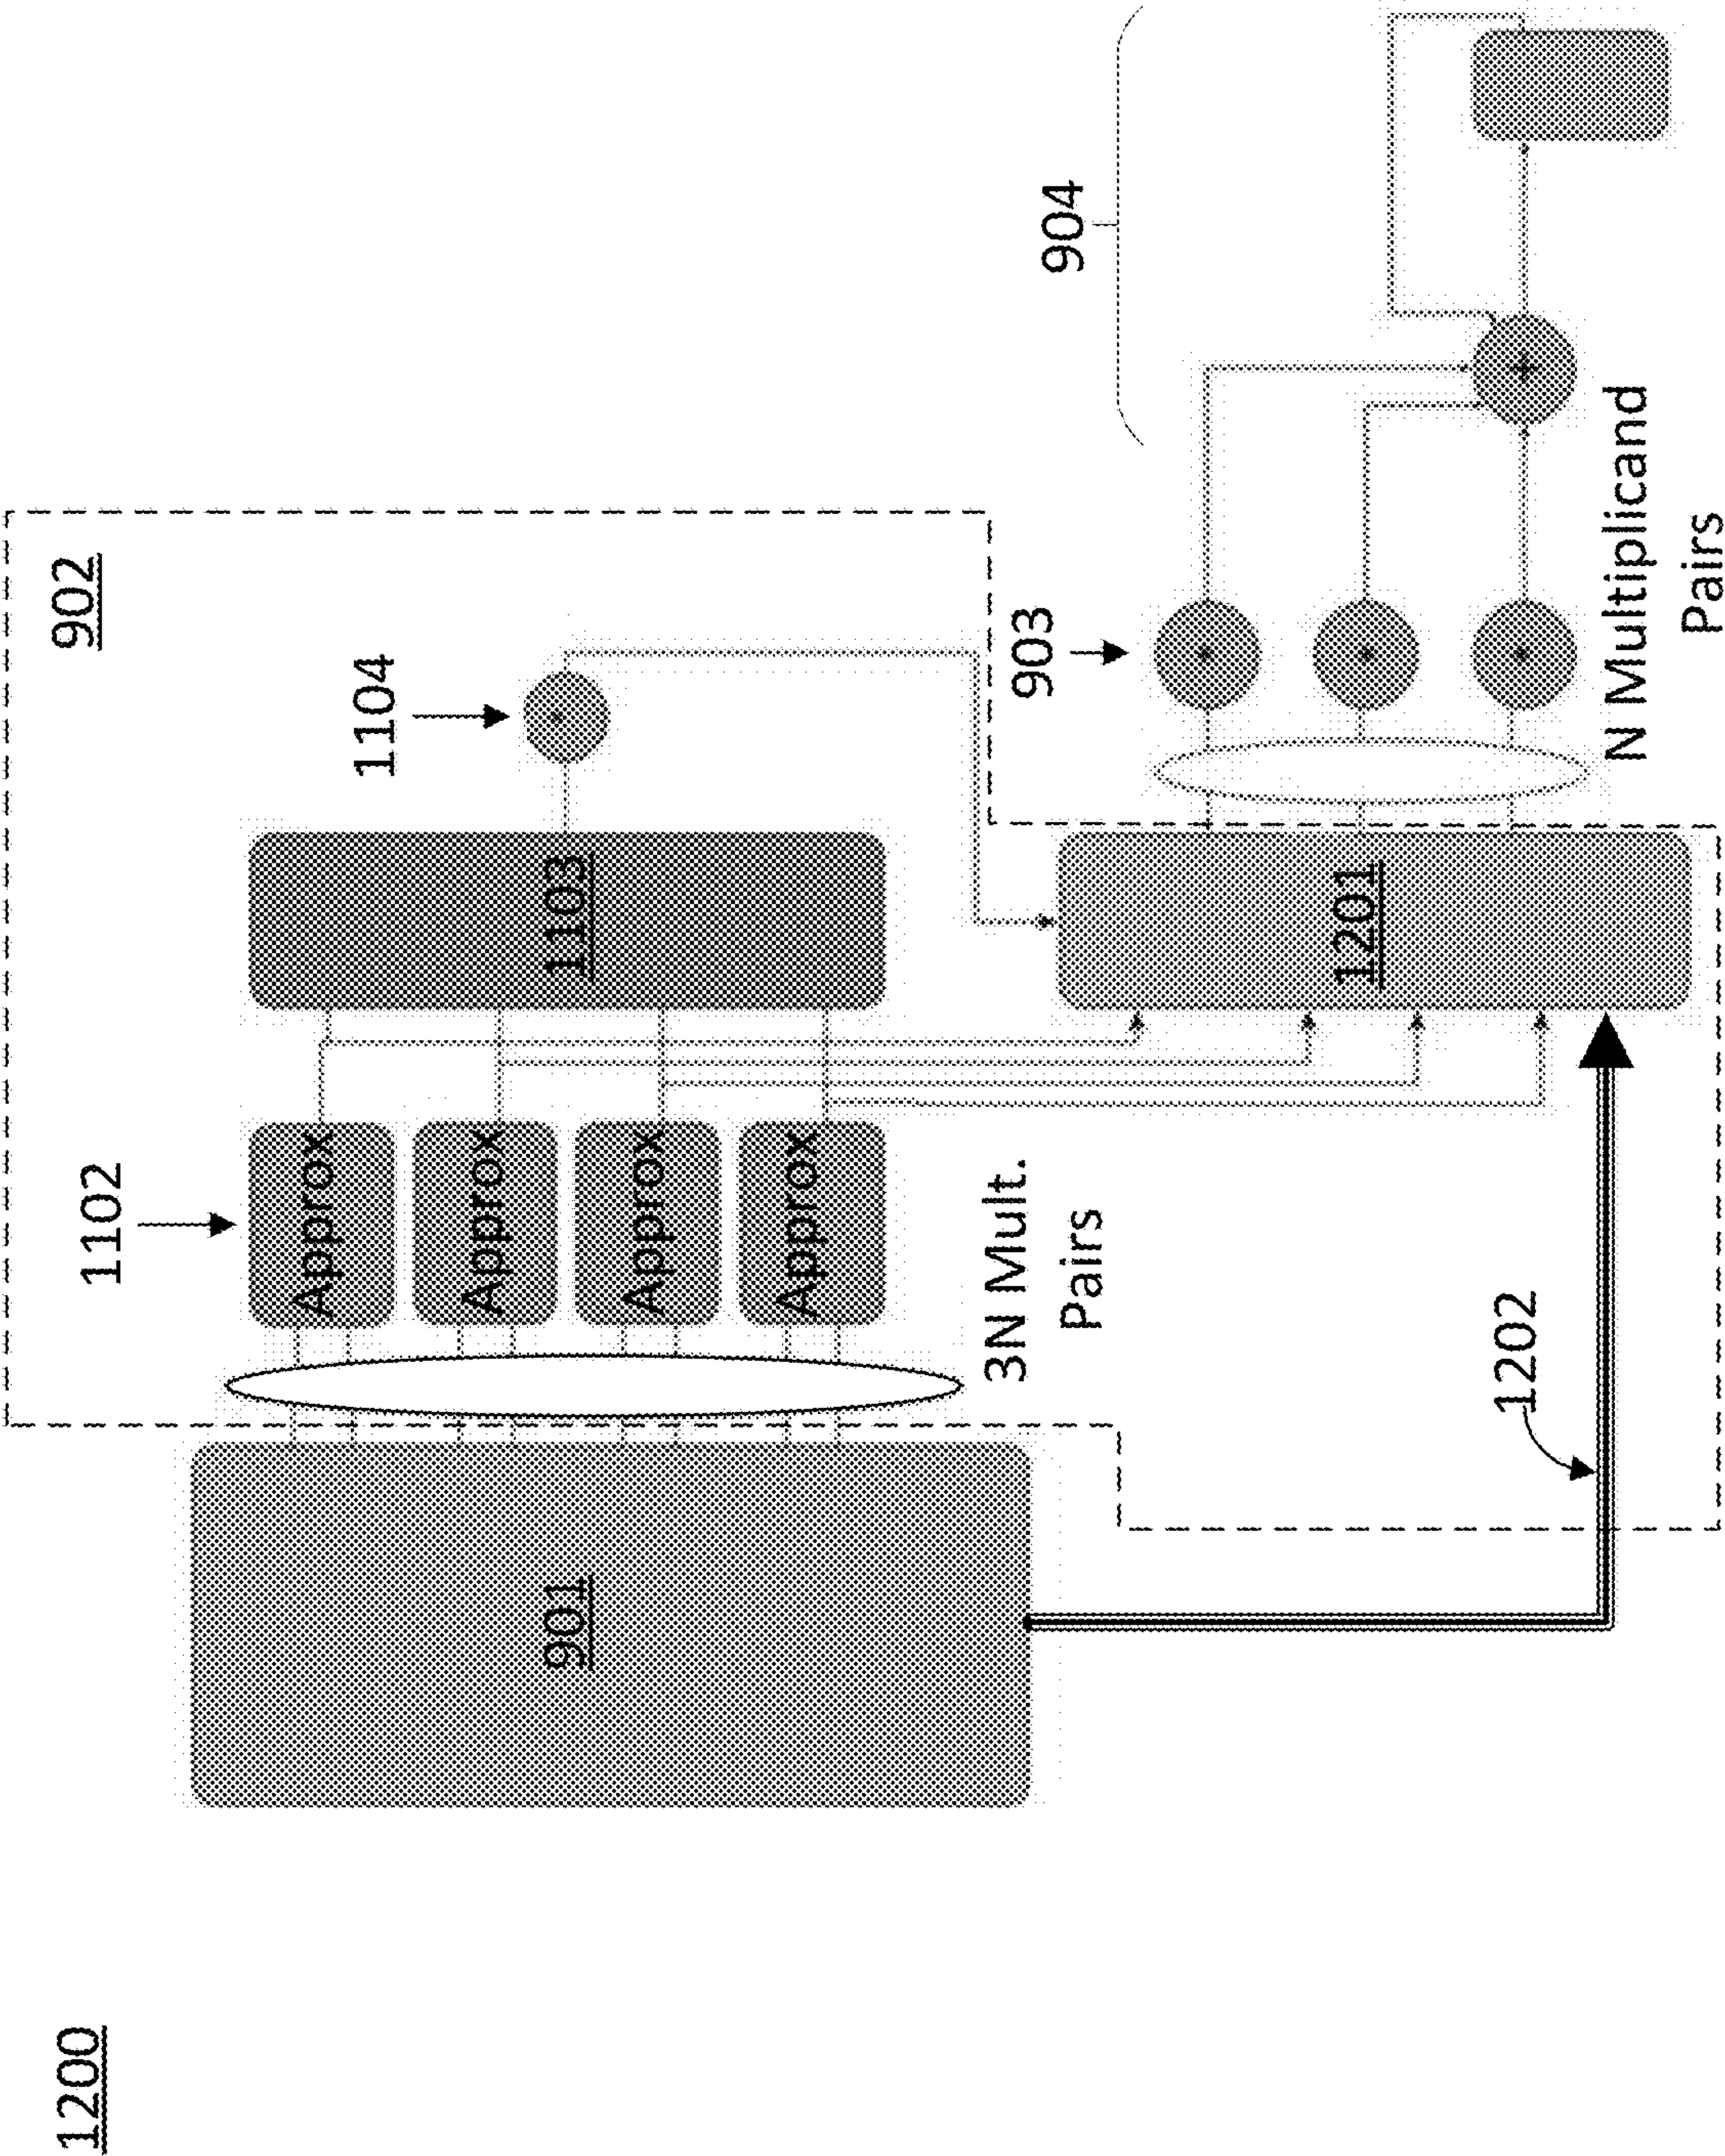 1200
902
1104
1102
1103
Approx
Approx
Approx
Approx
901
3N Mult.
Pairs
904
903
1201
1202
N Multiplicand
Pairs
+